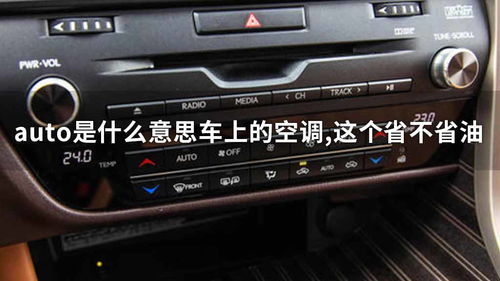 PWR·VOL
TUNE·SCROLL
RADIO
MEDIA
< CH
TRACK >
auto是什么意思车上的空调,这个省不省油
24.0
TEMP
AUTO
OFF
23.0
FRONT